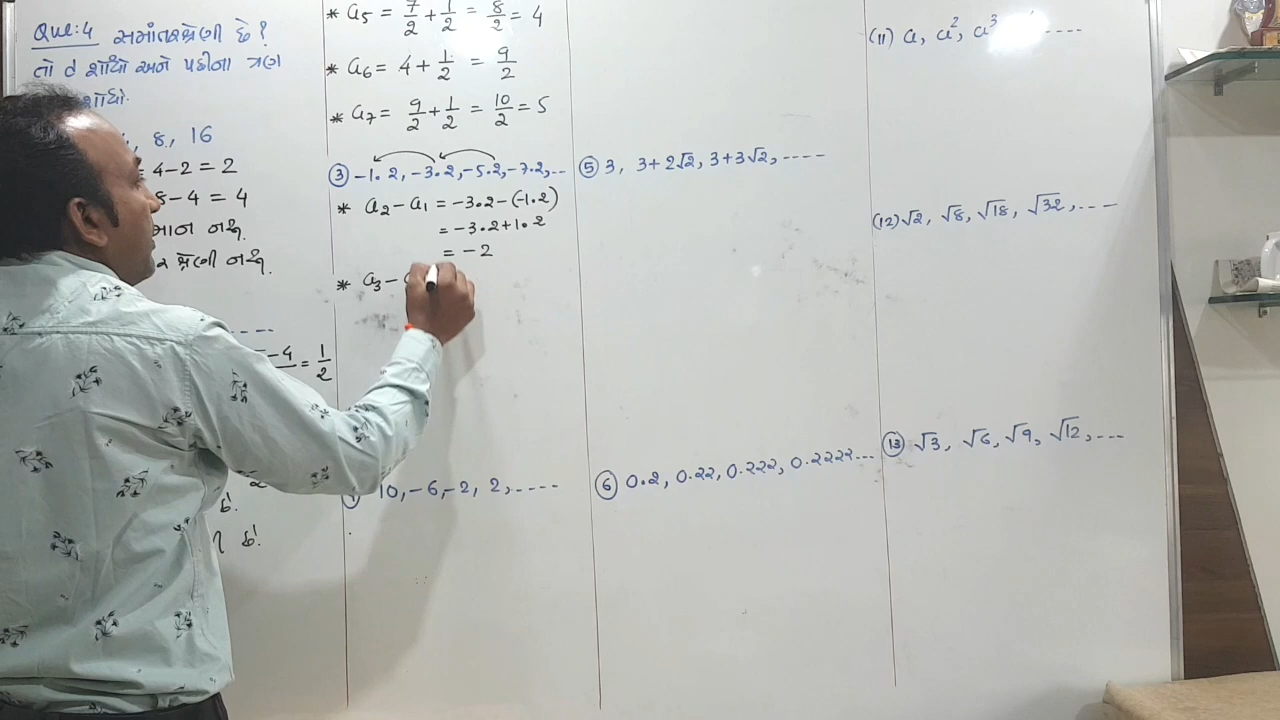 Que:4 સમાંતરશ્રેણી છે?
તો d શોધો અને પછીના ત્રણ
શોધો.
, 8, 16
= 4-2 = 2
8-4 = 4
માન નથી.
શ્રેણી નથી.
-4 = 1/2
છે.
છે.
* a5 = 7/2 + 1/2 = 8/2 = 4
* a6 = 4 + 1/2 = 9/2
* a7 = 9/2 + 1/2 = 10/2 = 5
③ -1.2, -3.2, -5.2, -7.2, ...
* a2 - a1 = -3.2 - (-1.2)
= -3.2 + 1.2
= -2
* a3 -
10, -6, -2, 2, ....
⑤ 3, 3+2√2, 3+3√2, ----
⑥ 0.2, 0.22, 0.222, 0.2222...
(11) a, a², a³ ----
(12) √2, √8, √18, √32, ----
⑬ √3, √6, √9, √12, ----